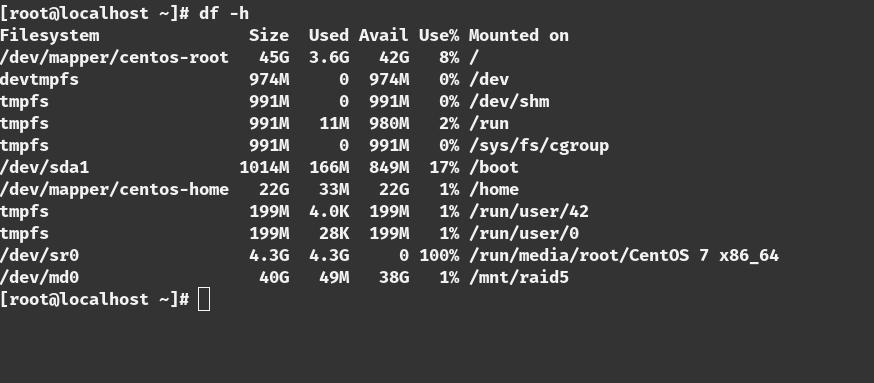 [root@localhost ~]# df -h
Filesystem               Size  Used Avail Use% Mounted on
/dev/mapper/centos-root   45G  3.6G   42G   8% /
devtmpfs                 974M     0  974M   0% /dev
tmpfs                    991M     0  991M   0% /dev/shm
tmpfs                    991M   11M  980M   2% /run
tmpfs                    991M     0  991M   0% /sys/fs/cgroup
/dev/sda1               1014M  166M  849M  17% /boot
/dev/mapper/centos-home   22G   33M   22G   1% /home
tmpfs                    199M  4.0K  199M   1% /run/user/42
tmpfs                    199M   28K  199M   1% /run/user/0
/dev/sr0                 4.3G  4.3G     0 100% /run/media/root/CentOS 7 x86_64
/dev/md0                  40G   49M   38G   1% /mnt/raid5
[root@localhost ~]#